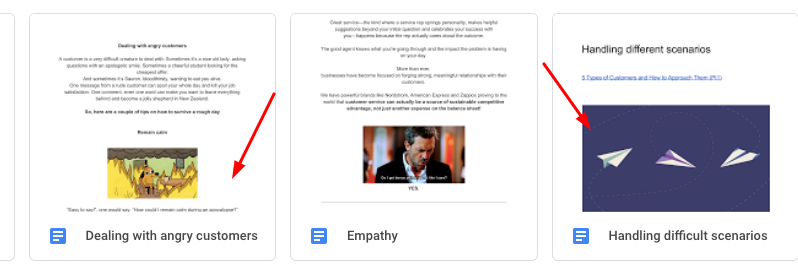 Dealing with angry customers
A customer is a very difficult creature to deal with. Sometimes it's a nice old lady, asking
questions with an apologetic smile. Sometimes a cheerful student looking for the
cheapest offer.
And sometimes it's Sauron, bloodthirsty, wanting to eat you alive.
One message from a rude customer can spoil your whole day and kill your job
satisfaction. One comment, even one word can make you want to leave everything
behind and become a jolly shepherd in New Zealand.
So, here are a couple of tips on how to survive a rough day
Remain calm
"Easy to say!", one would say. "How could I remain calm during an apocalypse?"
Dealing with angry customers
Great service—the kind where a service rep springs personality, makes helpful
suggestions beyond your initial question and celebrates your success with
you - happens because the rep actually cares about the outcome.
The good agent knows what you're going through and the impact the problem is having
on your day.
More than ever,
businesses have become focused on forging strong, meaningful relationships with their
customers.
We have powerful brands like Nordstrom, American Express and Zappos proving to the
world that customer service can actually be a source of sustainable competitive
advantage, not just another expense on the balance sheet!
YES.
Empathy
Handling different scenarios
5 Types of Customers and How to Approach Them (Pt1)
Handling difficult scenarios